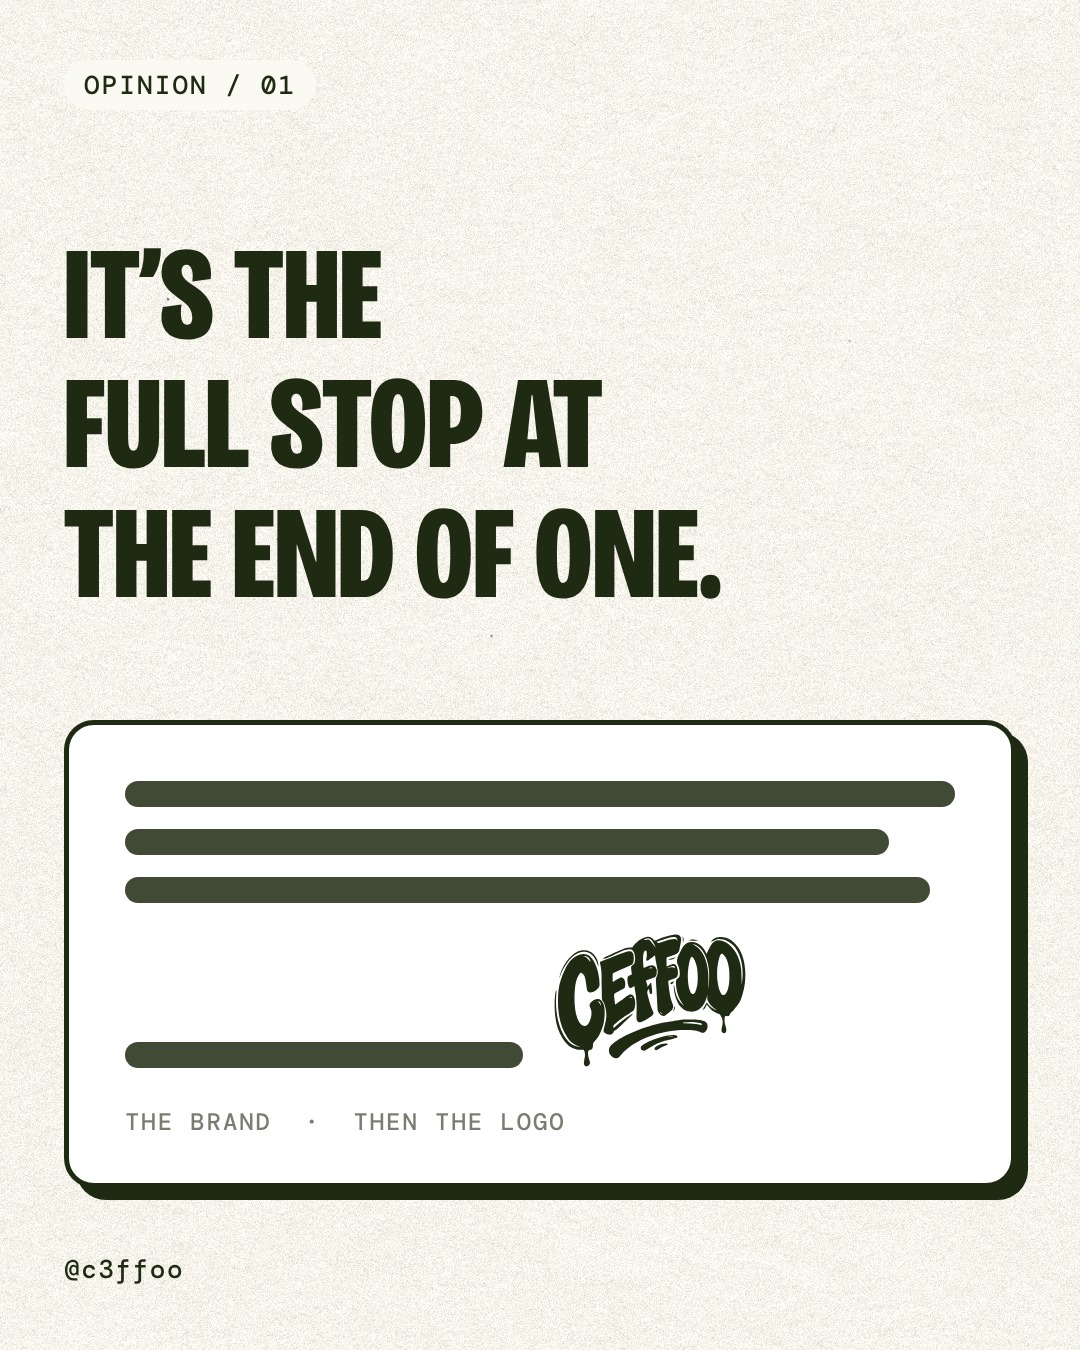 OPINION / 01
IT’S THE
FULL STOP AT
THE END OF ONE.
CEFFOO
THE BRAND · THEN THE LOGO
@c3ffoo